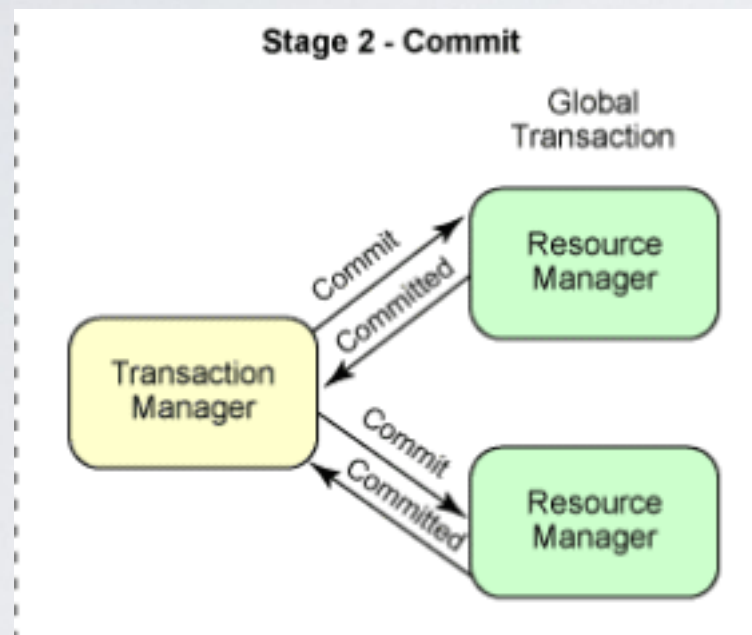 Stage 2 - Commit
Global
Transaction
Commit
Committed
Resource
Manager
Transaction
Manager
Commit
Committed
Resource
Manager